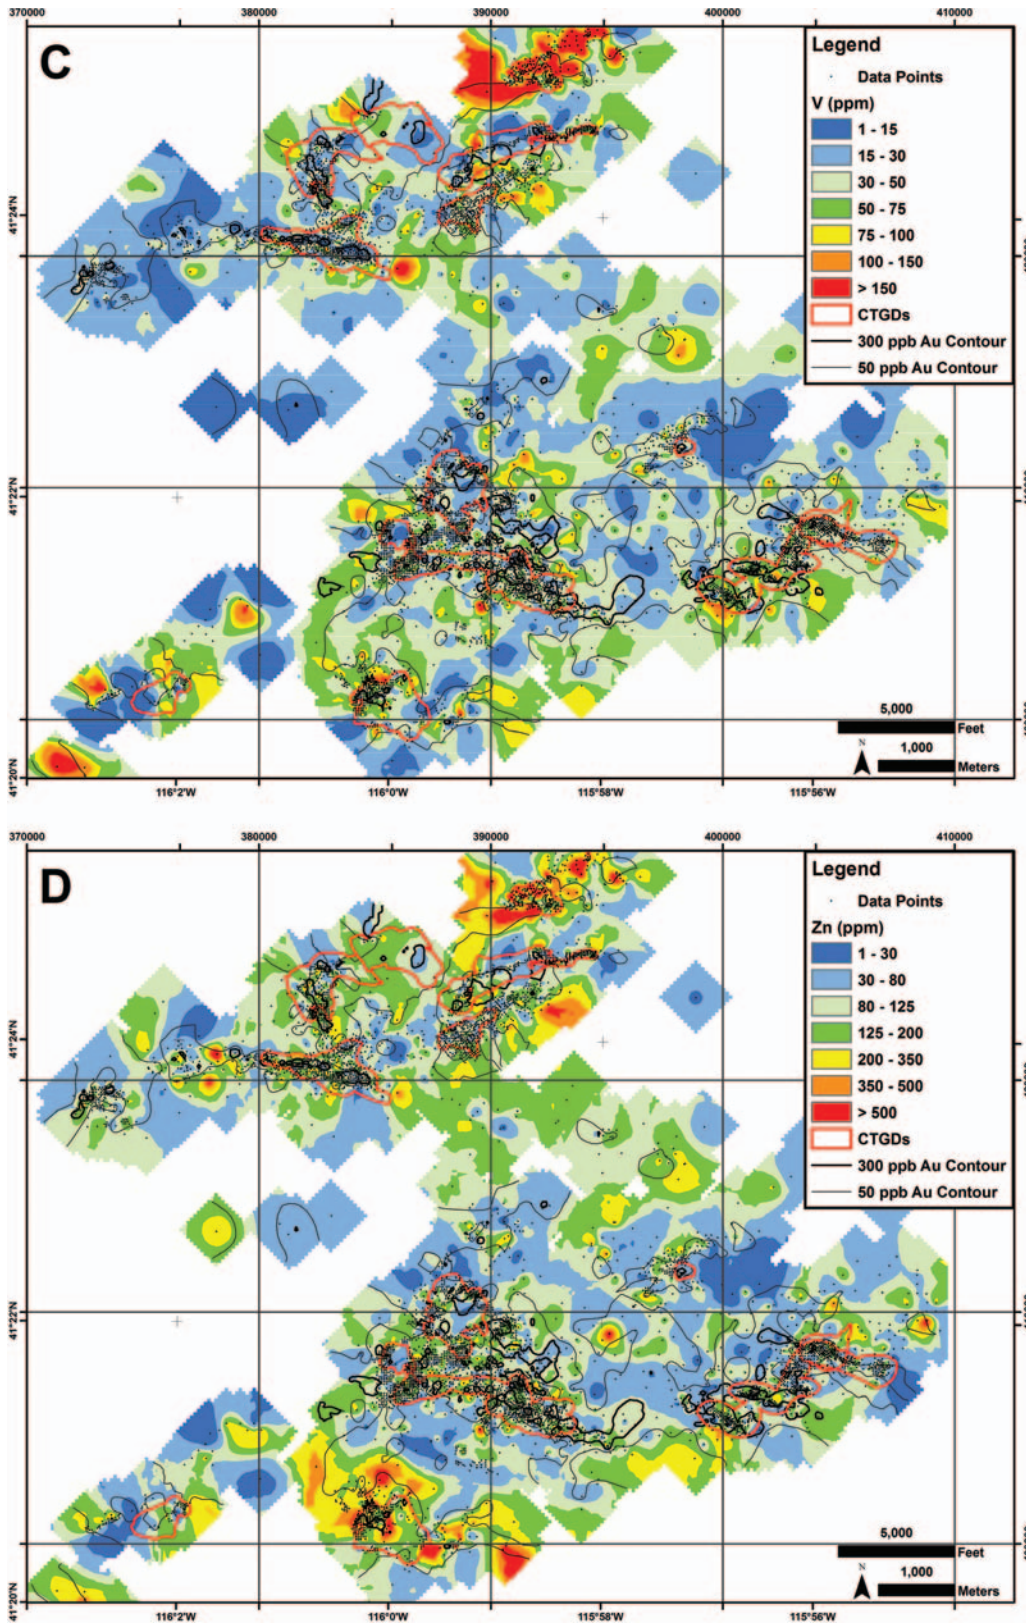 370000 380000 390000 400000 410000
C
Legend
Data Points
V (ppm)
1 - 15
15 - 30
30 - 50
50 - 75
75 - 100
100 - 150
> 150
CTGDs
300 ppb Au Contour
50 ppb Au Contour
41°24'N
41°22'N
41°20'N
5,000
Feet
N
1,000
Meters
116°2'W 116°0'W 115°58'W 115°56'W
370000 380000 390000 400000 410000
D
Legend
Data Points
Zn (ppm)
1 - 30
30 - 80
80 - 125
125 - 200
200 - 350
350 - 500
> 500
CTGDs
300 ppb Au Contour
50 ppb Au Contour
41°24'N
41°22'N
41°20'N
5,000
Feet
N
1,000
Meters
116°2'W 116°0'W 115°58'W 115°56'W